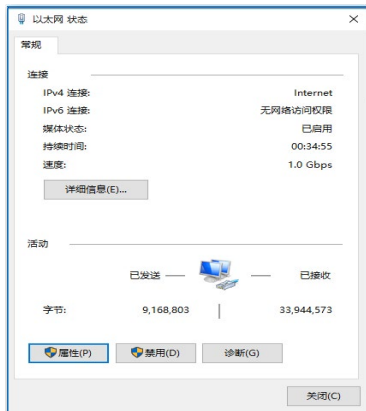 以太网 状态
常规
连接
IPv4 连接: Internet
IPv6 连接: 无网络访问权限
媒体状态: 已启用
持续时间: 00:34:55
速度: 1.0 Gbps
详细信息(E)...
活动
已发送 — — 已接收
字节: 9,168,803 | 33,944,573
属性(P) 禁用(D) 诊断(G)
关闭(C)